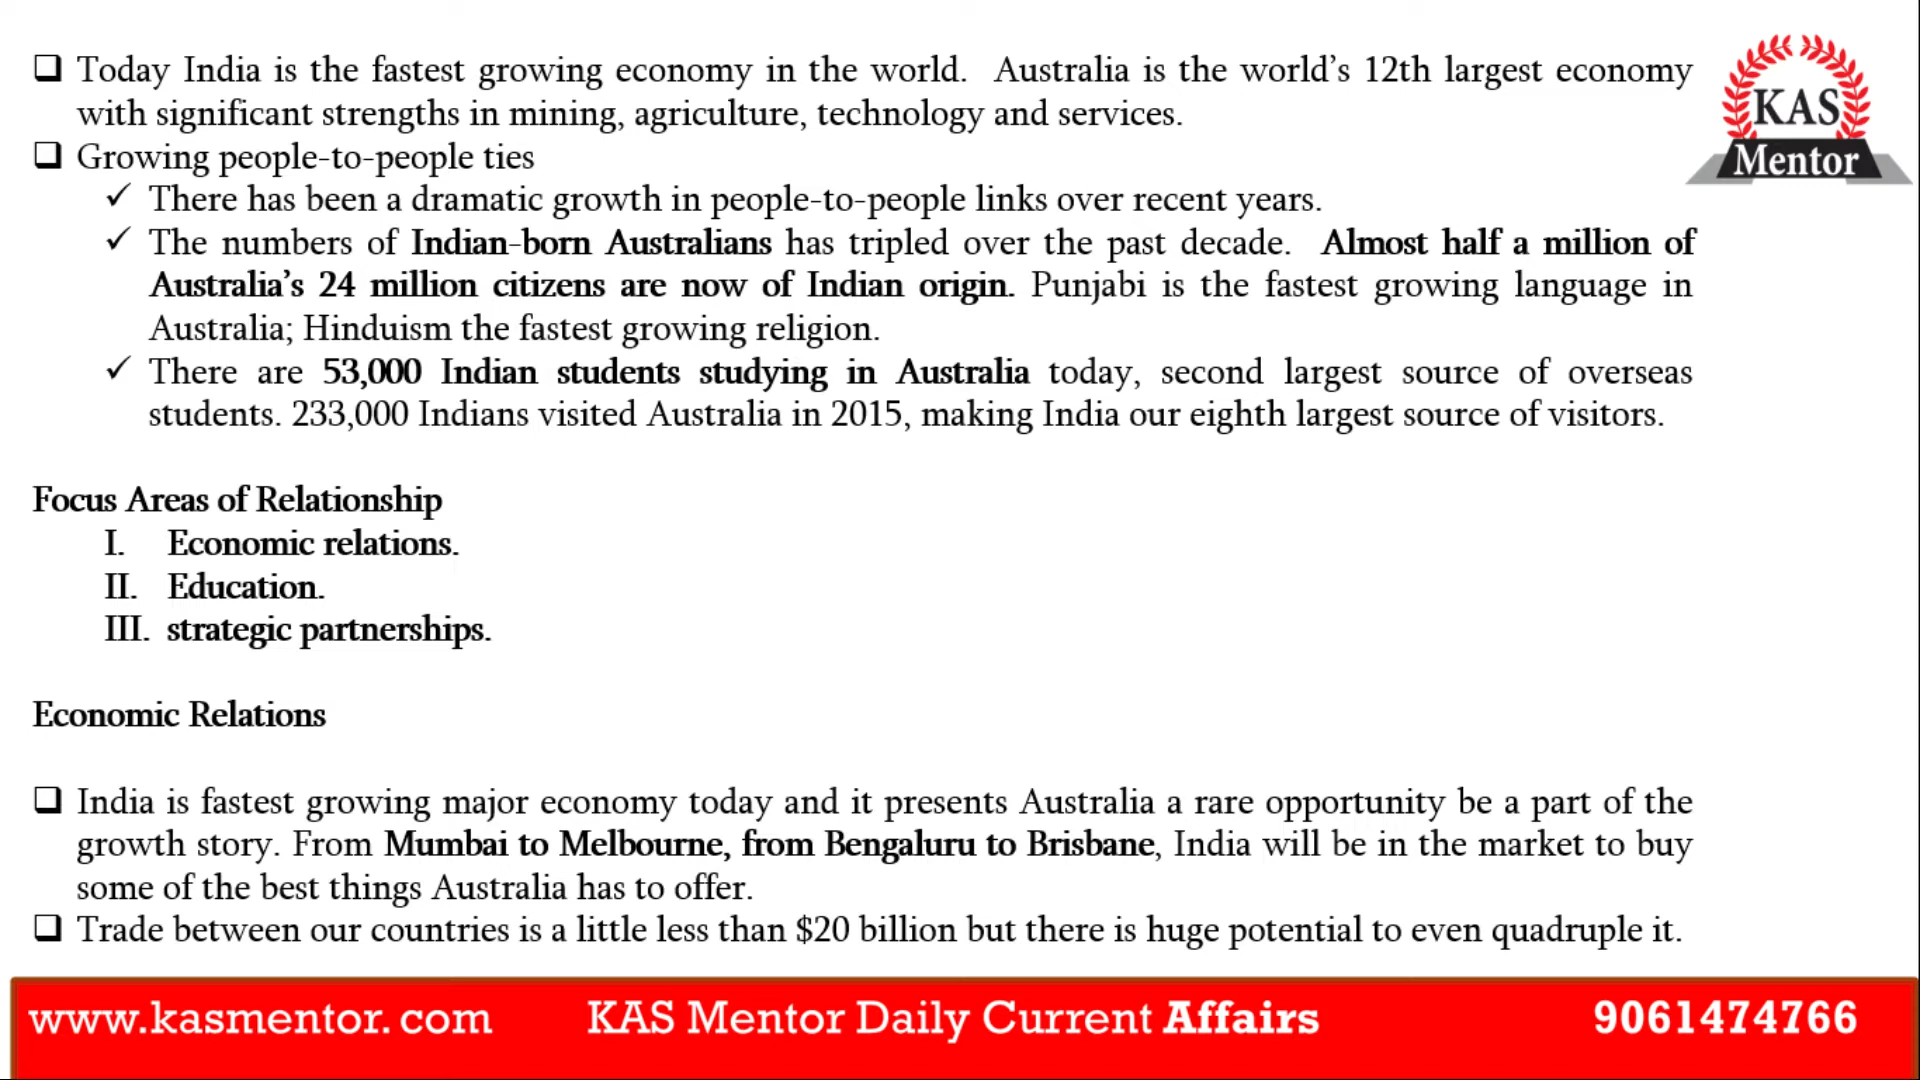 ❑ Today India is the fastest growing economy in the world. Australia is the world's 12th largest economy
with significant strengths in mining, agriculture, technology and services.
❑ Growing people-to-people ties
✓ There has been a dramatic growth in people-to-people links over recent years.
✓ The numbers of Indian-born Australians has tripled over the past decade. Almost half a million of
Australia's 24 million citizens are now of Indian origin. Punjabi is the fastest growing language in
Australia; Hinduism the fastest growing religion.
✓ There are 53,000 Indian students studying in Australia today, second largest source of overseas
students. 233,000 Indians visited Australia in 2015, making India our eighth largest source of visitors.
Focus Areas of Relationship
I. Economic relations.
II. Education.
III. strategic partnerships.
Economic Relations
❑ India is fastest growing major economy today and it presents Australia a rare opportunity be a part of the
growth story. From Mumbai to Melbourne, from Bengaluru to Brisbane, India will be in the market to buy
some of the best things Australia has to offer.
❑ Trade between our countries is a little less than $20 billion but there is huge potential to even quadruple it.
KAS
Mentor
www.kasmentor. com KAS Mentor Daily Current Affairs 9061474766